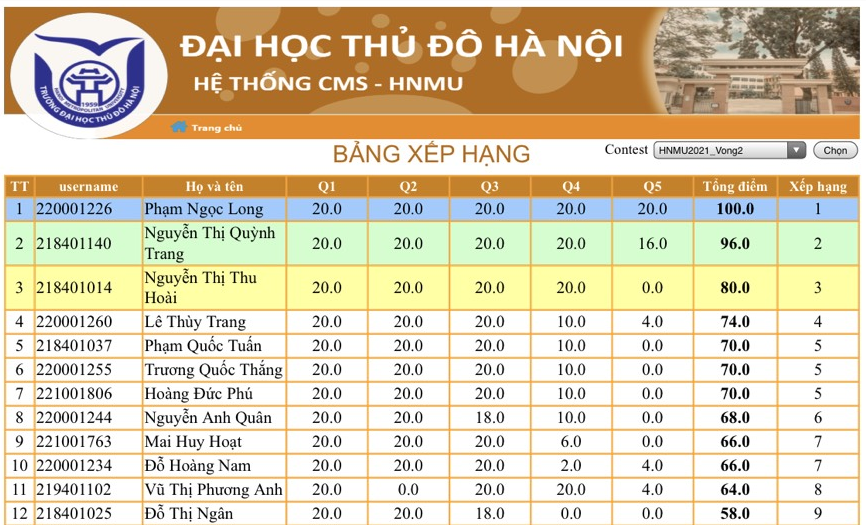 ĐẠI HỌC THỦ ĐÔ HÀ NỘI
HỆ THỐNG CMS - HNMU
1959
TRƯỜNG ĐẠI HỌC THỦ ĐÔ HÀ NỘI
Trang chủ
BẢNG XẾP HẠNG
Contest HNMU2021_Vong2 Chọn
TT username Họ và tên Q1 Q2 Q3 Q4 Q5 Tổng điểm Xếp hạng
1 220001226 Phạm Ngọc Long 20.0 20.0 20.0 20.0 20.0 100.0 1
2 218401140 Nguyễn Thị Quỳnh Trang 20.0 20.0 20.0 20.0 16.0 96.0 2
3 218401014 Nguyễn Thị Thu Hoài 20.0 20.0 20.0 20.0 0.0 80.0 3
4 220001260 Lê Thùy Trang 20.0 20.0 20.0 10.0 4.0 74.0 4
5 218401037 Phạm Quốc Tuấn 20.0 20.0 20.0 10.0 0.0 70.0 5
6 220001255 Trương Quốc Thắng 20.0 20.0 20.0 10.0 0.0 70.0 5
7 221001806 Hoàng Đức Phú 20.0 20.0 20.0 10.0 0.0 70.0 5
8 220001244 Nguyễn Anh Quân 20.0 20.0 18.0 10.0 0.0 68.0 6
9 221001763 Mai Huy Hoạt 20.0 20.0 20.0 6.0 0.0 66.0 7
10 220001234 Đỗ Hoàng Nam 20.0 20.0 20.0 2.0 4.0 66.0 7
11 219401102 Vũ Thị Phương Anh 20.0 0.0 20.0 20.0 4.0 64.0 8
12 218401025 Đỗ Thị Ngân 20.0 20.0 18.0 0.0 0.0 58.0 9